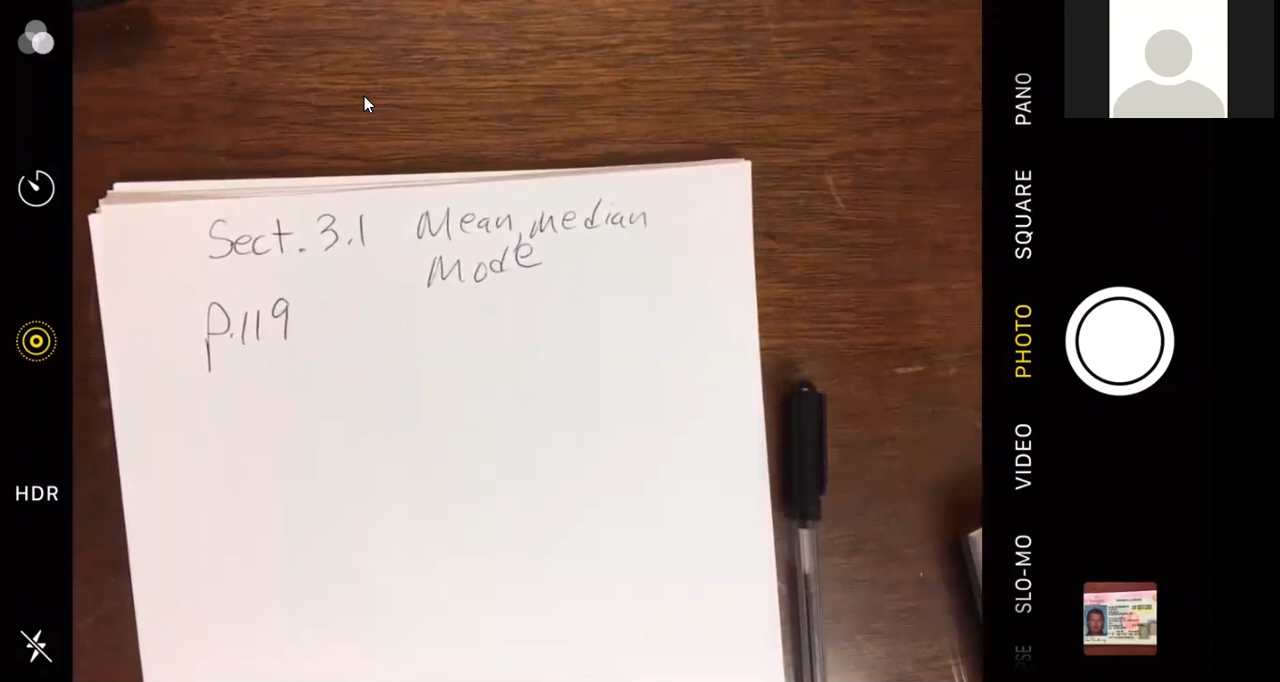 Sect. 3.1 Mean, median
Mode
p.119
HDR
PANO
SQUARE
PHOTO
VIDEO
SLO-MO